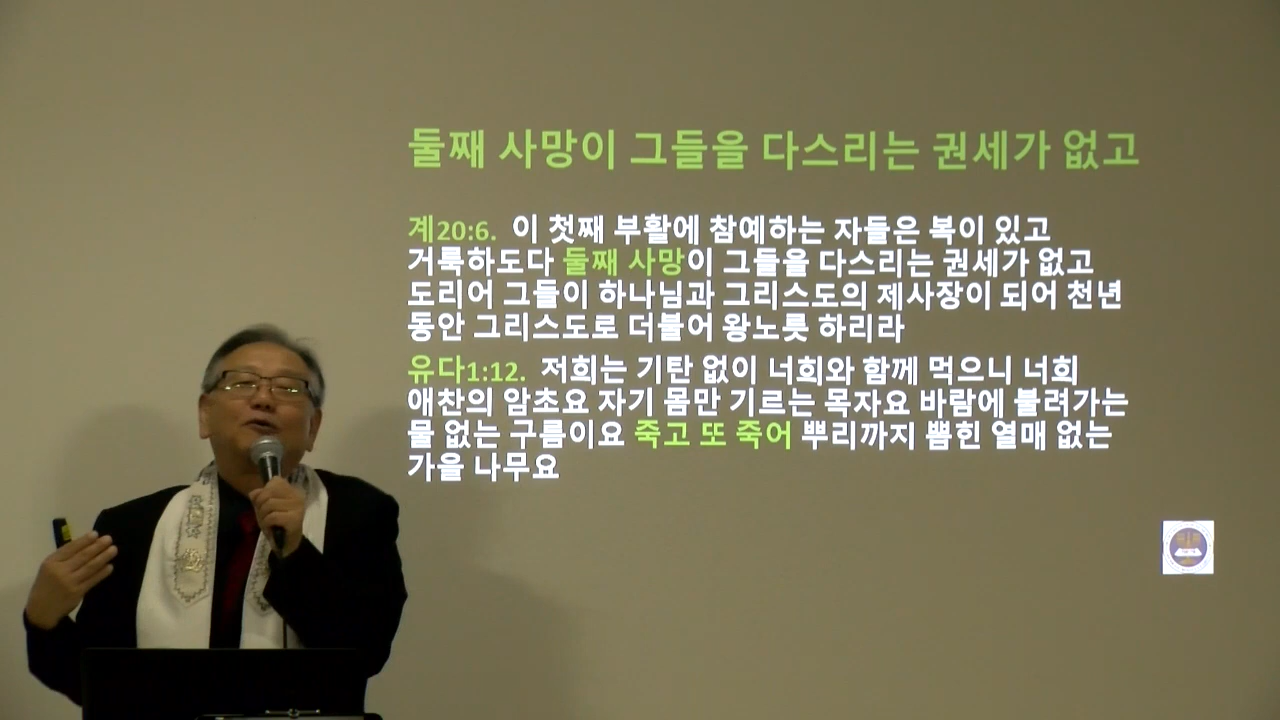 둘째 사망이 그들을 다스리는 권세가 없고
계20:6. 이 첫째 부활에 참예하는 자들은 복이 있고
거룩하도다 둘째 사망이 그들을 다스리는 권세가 없고
도리어 그들이 하나님과 그리스도의 제사장이 되어 천년
동안 그리스도로 더불어 왕노릇 하리라
유다1:12. 저희는 기탄 없이 너희와 함께 먹으니 너희
애찬의 암초요 자기 몸만 기르는 목자요 바람에 불려가는
물 없는 구름이요 죽고 또 죽어 뿌리까지 뽑힌 열매 없는
가을 나무요